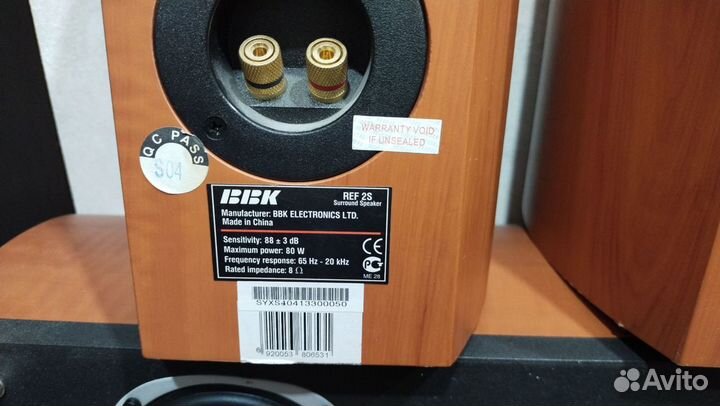 QC PASS
S04
WARRANTY VOID
IF UNSEALED
BBK
REF 2S
Surround Speaker
Manufacturer: BBK ELECTRONICS LTD.
Made in China
Sensitivity: 88 ± 3 dB
Maximum power: 80 W
Frequency response: 65 Hz - 20 kHz
Rated impedance: 8 Ω
CE
ME 28
SYXS40413300050
6 920053 806531
Avito